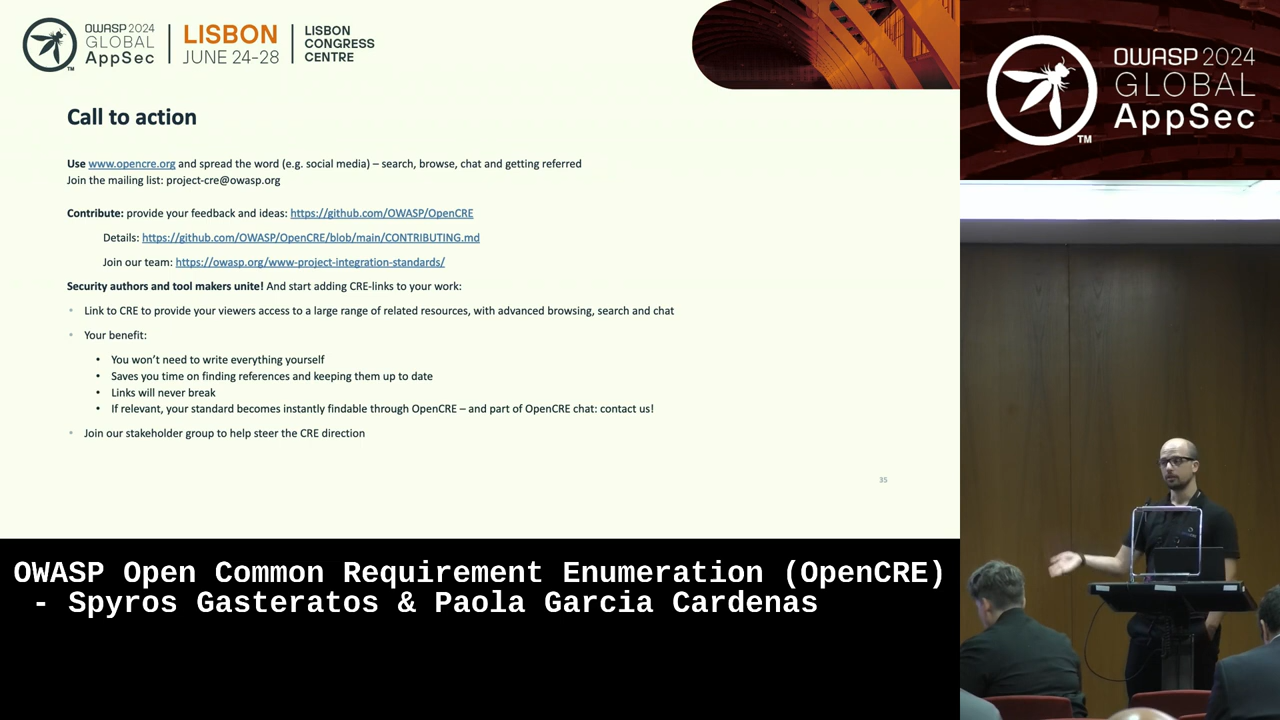 OWASP 2024
GLOBAL
AppSec
TM
LISBON
JUNE 24-28
LISBON
CONGRESS
CENTRE
OWASP 2024
GLOBAL
AppSec
TM
Call to action
Use www.opencre.org and spread the word (e.g. social media) – search, browse, chat and getting referred
Join the mailing list: project-cre@owasp.org
Contribute: provide your feedback and ideas: https://github.com/OWASP/OpenCRE
Details: https://github.com/OWASP/OpenCRE/blob/main/CONTRIBUTING.md
Join our team: https://owasp.org/www-project-integration-standards/
Security authors and tool makers unite! And start adding CRE-links to your work:
• Link to CRE to provide your viewers access to a large range of related resources, with advanced browsing, search and chat
• Your benefit:
• You won’t need to write everything yourself
• Saves you time on finding references and keeping them up to date
• Links will never break
• If relevant, your standard becomes instantly findable through OpenCRE – and part of OpenCRE chat: contact us!
• Join our stakeholder group to help steer the CRE direction
35
OWASP Open Common Requirement Enumeration (OpenCRE)
- Spyros Gasteratos & Paola Garcia Cardenas